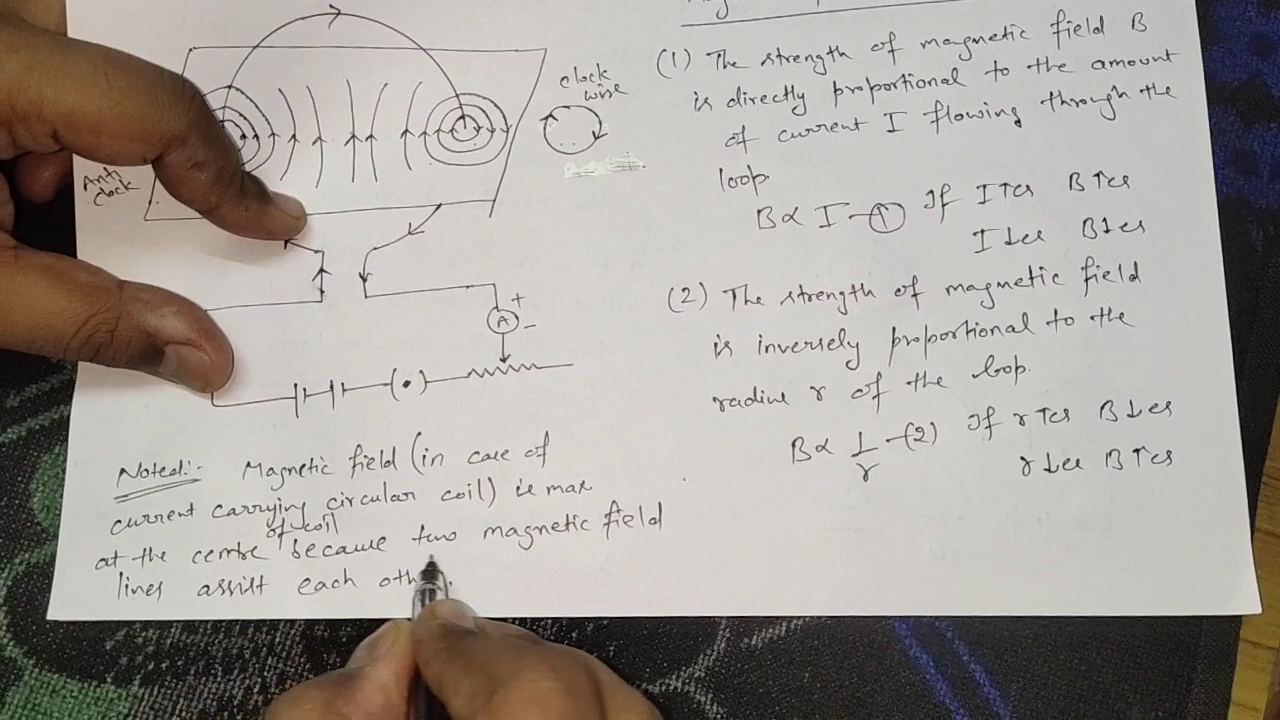 clock
wise
Anti
clock
A
+
-
Noted:- Magnetic field (in case of
current carrying circular coil) is max
at the centre of coil because two magnetic field
lines assist each oth
(1) The strength of magnetic field B
is directly proportional to the amount
of current I flowing through the
loop.
B ∝ I -① If I↑es B↑es
I↓es B↓es
(2) The strength of magnetic field
is inversely proportional to the
radius r of the loop.
B ∝ 1/r -(2) If r↑es B↓es
r↓es B↑es